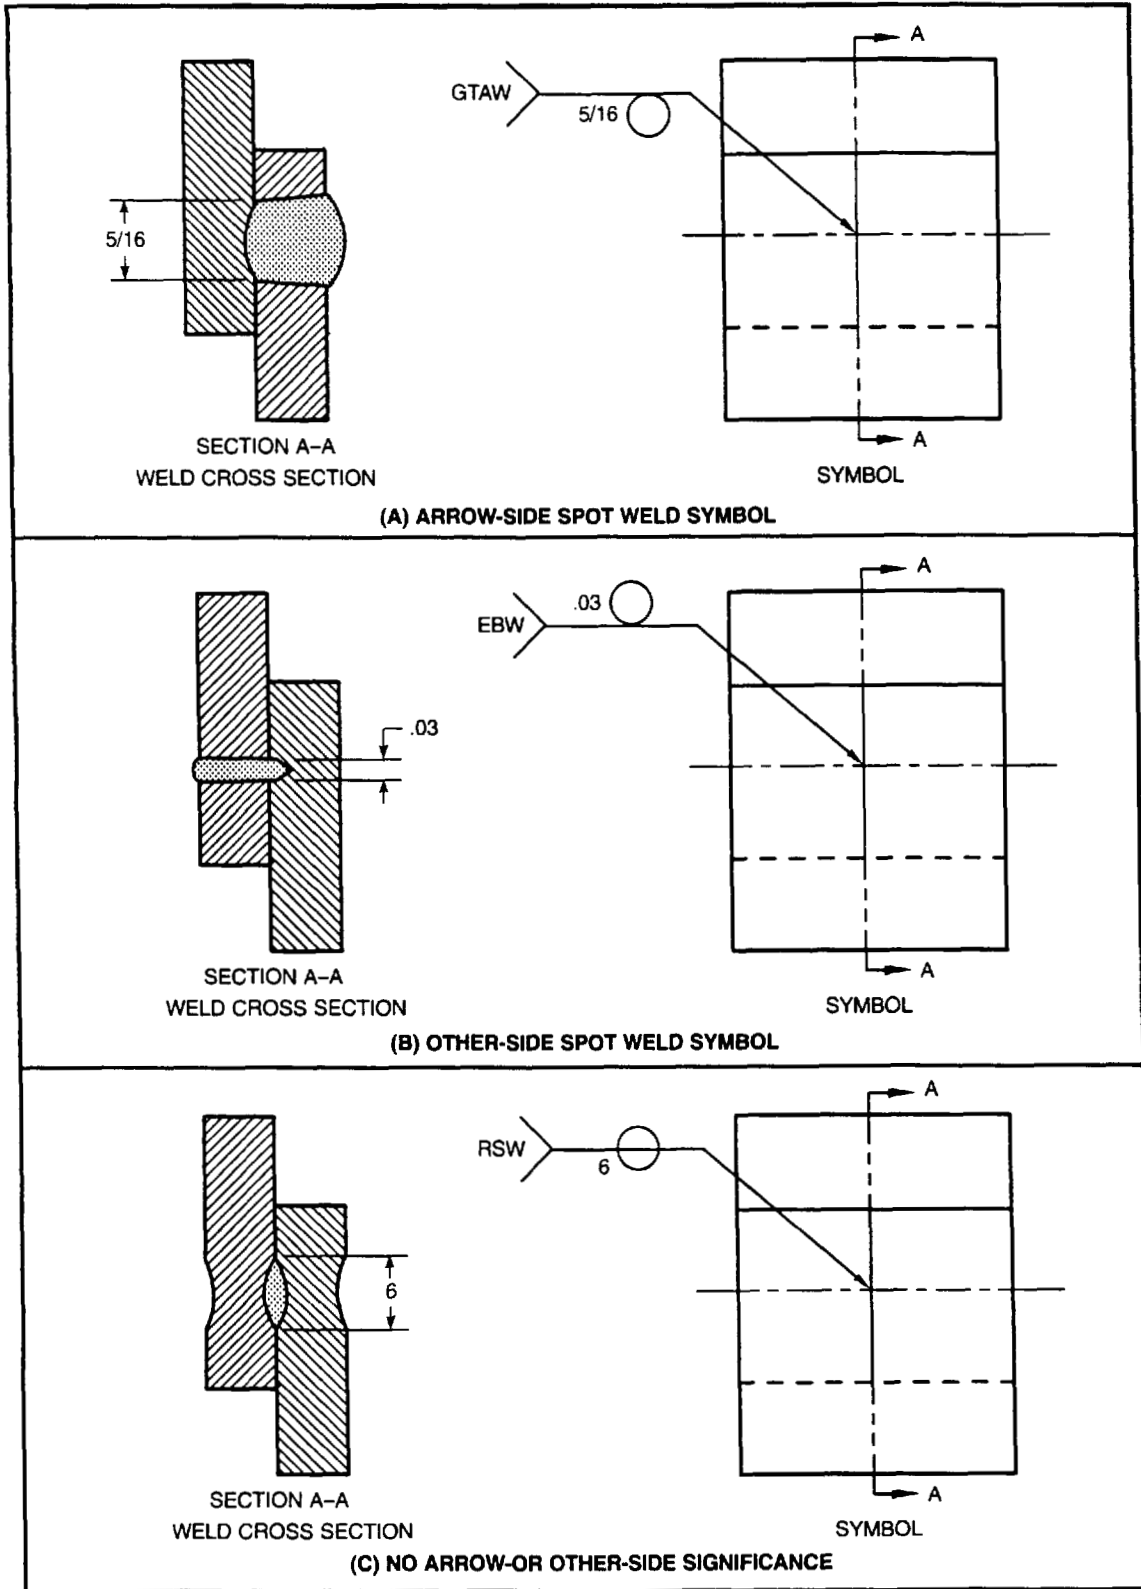 A
GTAW
5/16
5/16
A
SECTION A–A
WELD CROSS SECTION
SYMBOL
(A) ARROW-SIDE SPOT WELD SYMBOL
A
.03
EBW
.03
A
SECTION A–A
WELD CROSS SECTION
SYMBOL
(B) OTHER-SIDE SPOT WELD SYMBOL
A
RSW
6
6
A
SECTION A–A
WELD CROSS SECTION
SYMBOL
(C) NO ARROW-OR OTHER-SIDE SIGNIFICANCE